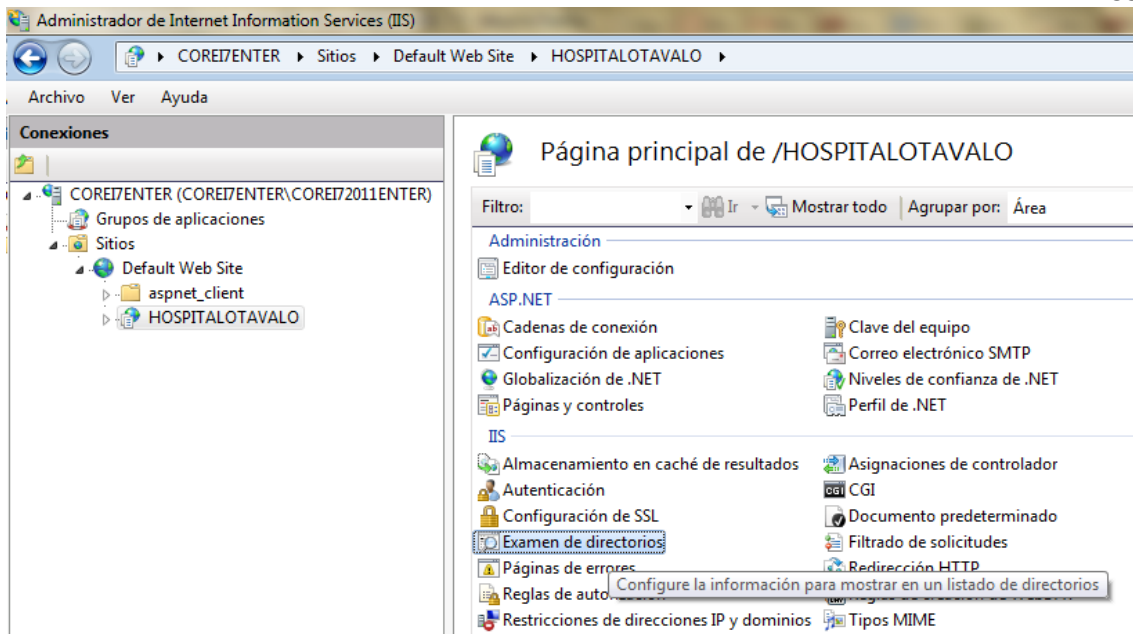 Administrador de Internet Information Services (IIS)
COREI7ENTER Sitios Default Web Site HOSPITALOTAVALO
Archivo Ver Ayuda
Conexiones
COREI7ENTER (COREI7ENTER\COREI72011ENTER)
Grupos de aplicaciones
Sitios
Default Web Site
aspnet_client
HOSPITALOTAVALO
Página principal de /HOSPITALOTAVALO
Filtro: Ir Mostrar todo Agrupar por: Área
Administración
Editor de configuración
ASP.NET
Cadenas de conexión Clave del equipo
Configuración de aplicaciones Correo electrónico SMTP
Globalización de .NET Niveles de confianza de .NET
Páginas y controles Perfil de .NET
IIS
Almacenamiento en caché de resultados Asignaciones de controlador
Autenticación CGI CGI
Configuración de SSL Documento predeterminado
Examen de directorios Filtrado de solicitudes
Páginas de errores Redirección HTTP
Configure la información para mostrar en un listado de directorios
Reglas de
Restricciones de direcciones IP y dominios Tipos MIME